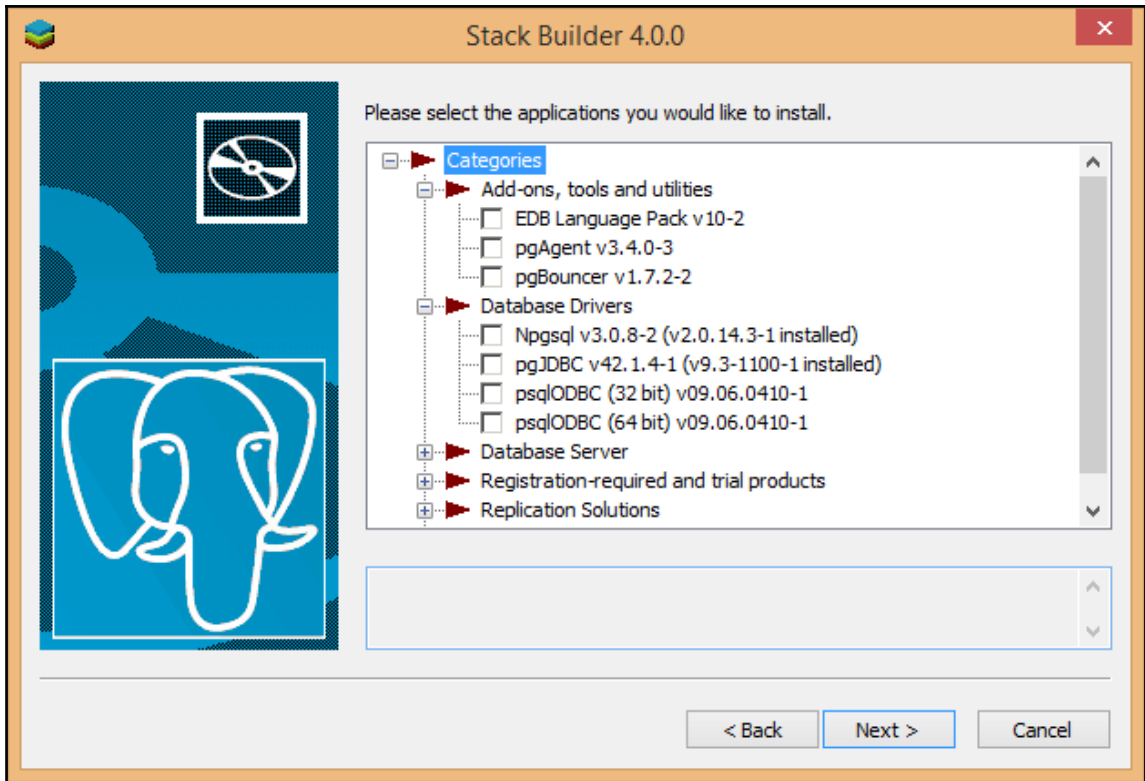 Stack Builder 4.0.0
Please select the applications you would like to install.
Categories
Add-ons, tools and utilities
EDB Language Pack v10-2
pgAgent v3.4.0-3
pgBouncer v1.7.2-2
Database Drivers
Npgsql v3.0.8-2 (v2.0.14.3-1 installed)
pgJDBC v42.1.4-1 (v9.3-1100-1 installed)
psqlODBC (32 bit) v09.06.0410-1
psqlODBC (64 bit) v09.06.0410-1
Database Server
Registration-required and trial products
Replication Solutions
< Back Next > Cancel